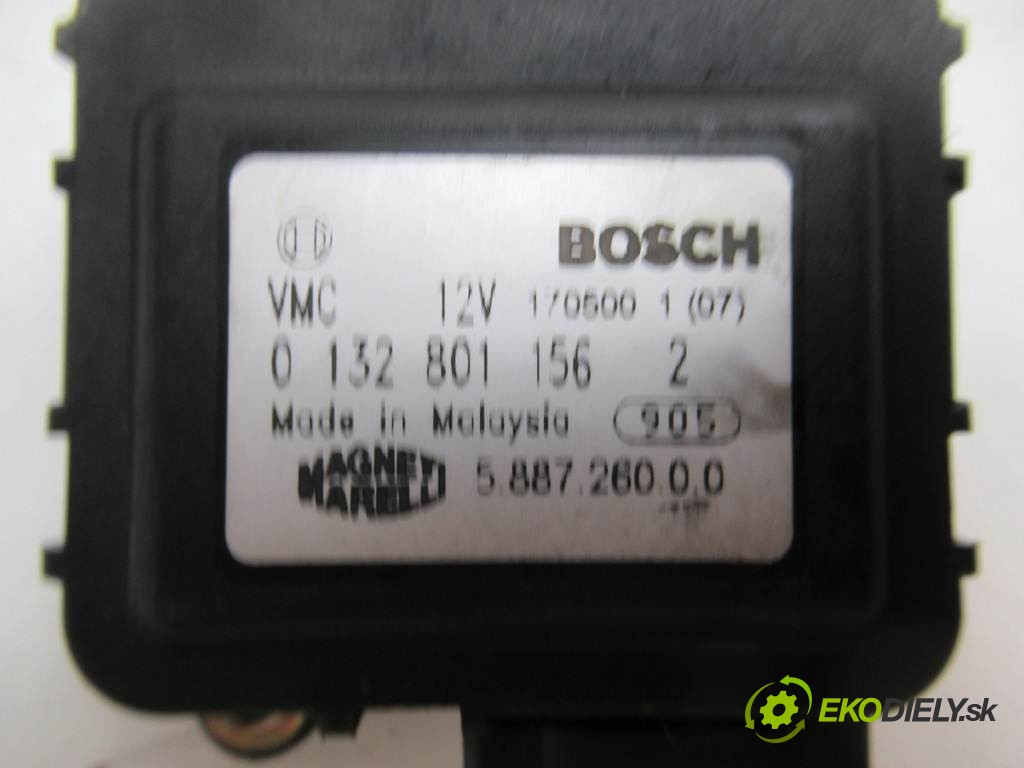 BOSCH
VMC 12V 170500 1 (07)
0 132 801 156 2
Made in Malaysia 905
MAGNETI MARELLI 5.887.260.0.0
EKODIELY.sk